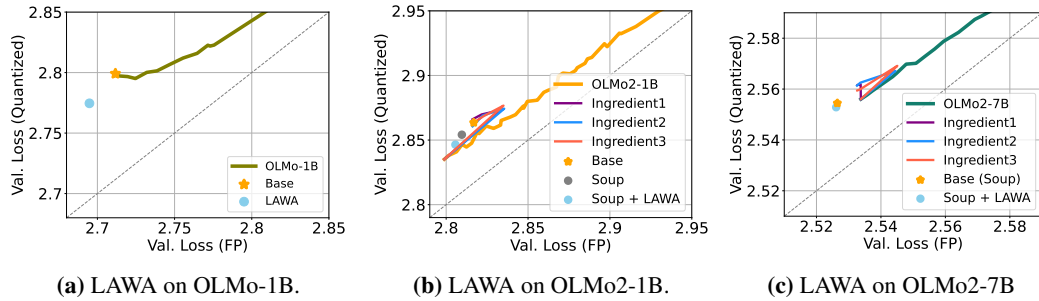 2.85
2.8
2.75
2.7
Val. Loss (Quantized)
2.7
2.75
2.8
2.85
Val. Loss (FP)
OLMo-1B
Base
LAWA
(a) LAWA on OLMo-1B.
2.95
2.9
2.85
2.8
Val. Loss (Quantized)
2.8
2.85
2.9
2.95
Val. Loss (FP)
OLMo2-1B
Ingredient1
Ingredient2
Ingredient3
Base
Soup
Soup + LAWA
(b) LAWA on OLMo2-1B.
2.58
2.56
2.54
2.52
Val. Loss (Quantized)
2.52
2.54
2.56
2.58
Val. Loss (FP)
OLMo2-7B
Ingredient1
Ingredient2
Ingredient3
Base (Soup)
Soup + LAWA
(c) LAWA on OLMo2-7B